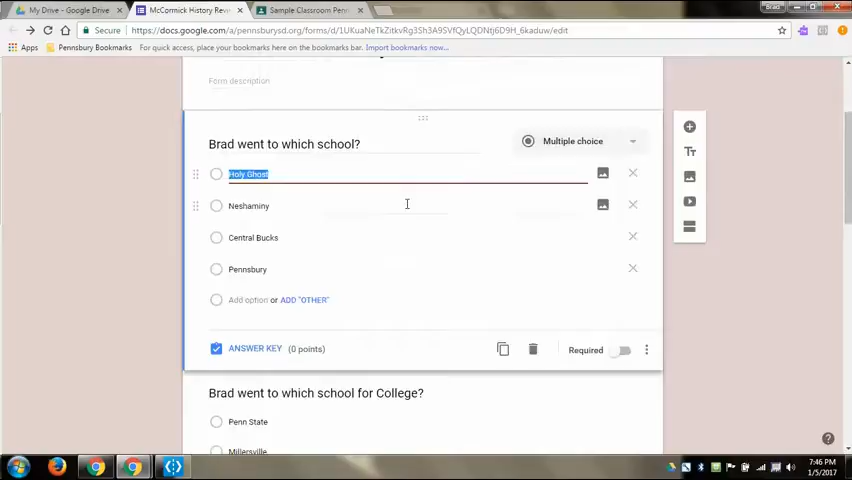 Brad
My Drive - Google Drive
McCormick History Rev
Sample Classroom Penn
Secure
https://docs.google.com/a/pennsburysd.org/forms/d/1UKuaNeTkZitkvRg3Sh3A9SVfQyLQDNtj6D9H_6kaduw/edit
Apps
Pennsbury Bookmarks
For quick access, place your bookmarks here on the bookmarks bar.
Import bookmarks now...
Form description
Brad went to which school?
Multiple choice
Holy Ghost
Neshaminy
Central Bucks
Pennsbury
Add option or ADD "OTHER"
ANSWER KEY (0 points)
Required
Brad went to which school for College?
Penn State
Millersville
7:46 PM
1/5/2017